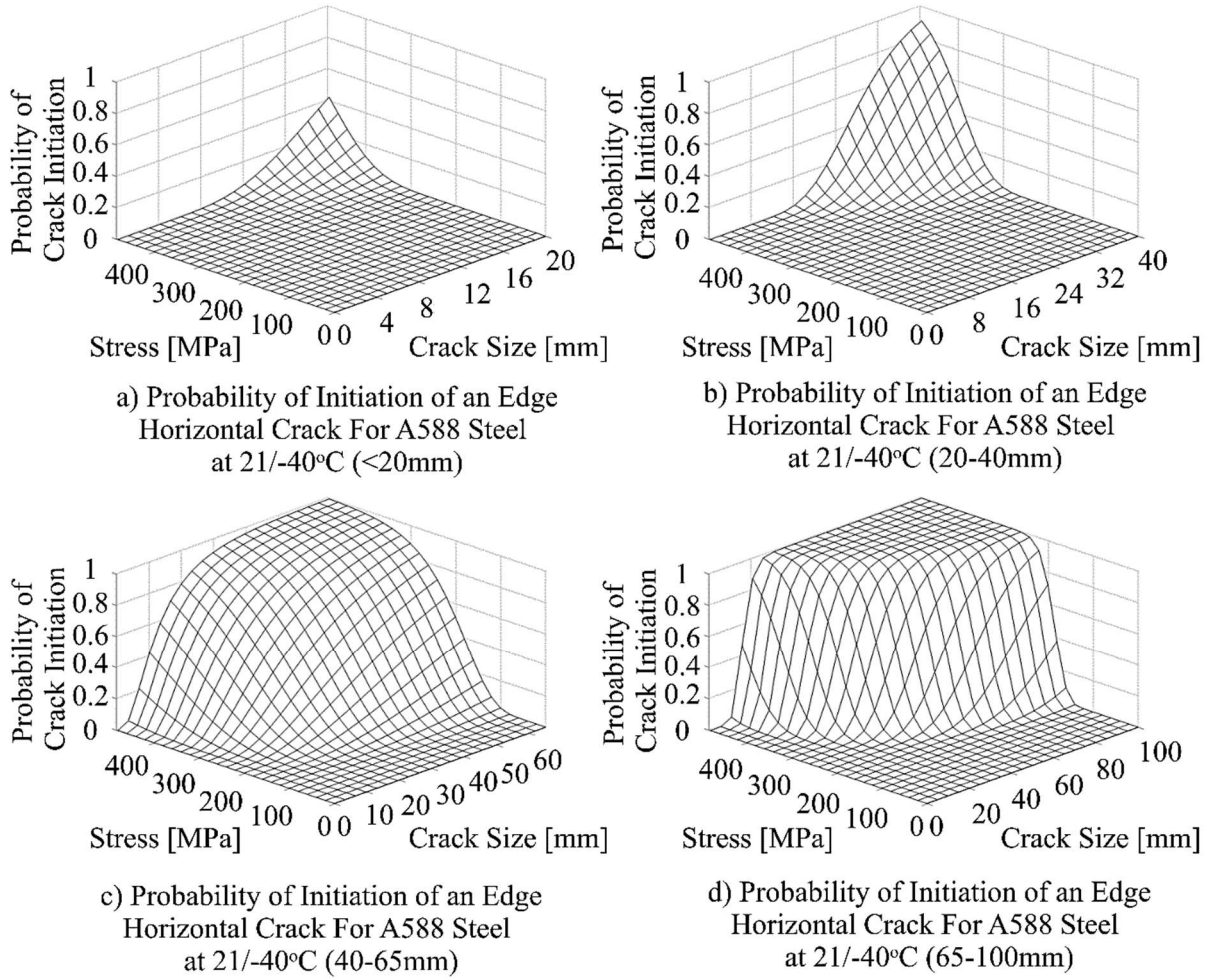 Probability of
Crack Initiation
1
0.8
0.6
0.4
0.2
0
400
300
200
100
0
0
4
8
12
16
20
Stress [MPa]
Crack Size [mm]
a) Probability of Initiation of an Edge
Horizontal Crack For A588 Steel
at 21/-40°C (<20mm)
Probability of
Crack Initiation
1
0.8
0.6
0.4
0.2
0
400
300
200
100
0
0
8
16
24
32
40
Stress [MPa]
Crack Size [mm]
b) Probability of Initiation of an Edge
Horizontal Crack For A588 Steel
at 21/-40°C (20-40mm)
Probability of
Crack Initiation
1
0.8
0.6
0.4
0.2
0
400
300
200
100
0
0
10
20
30
40
50
60
Stress [MPa]
Crack Size [mm]
c) Probability of Initiation of an Edge
Horizontal Crack For A588 Steel
at 21/-40°C (40-65mm)
Probability of
Crack Initiation
1
0.8
0.6
0.4
0.2
0
400
300
200
100
0
0
20
40
60
80
100
Stress [MPa]
Crack Size [mm]
d) Probability of Initiation of an Edge
Horizontal Crack For A588 Steel
at 21/-40°C (65-100mm)